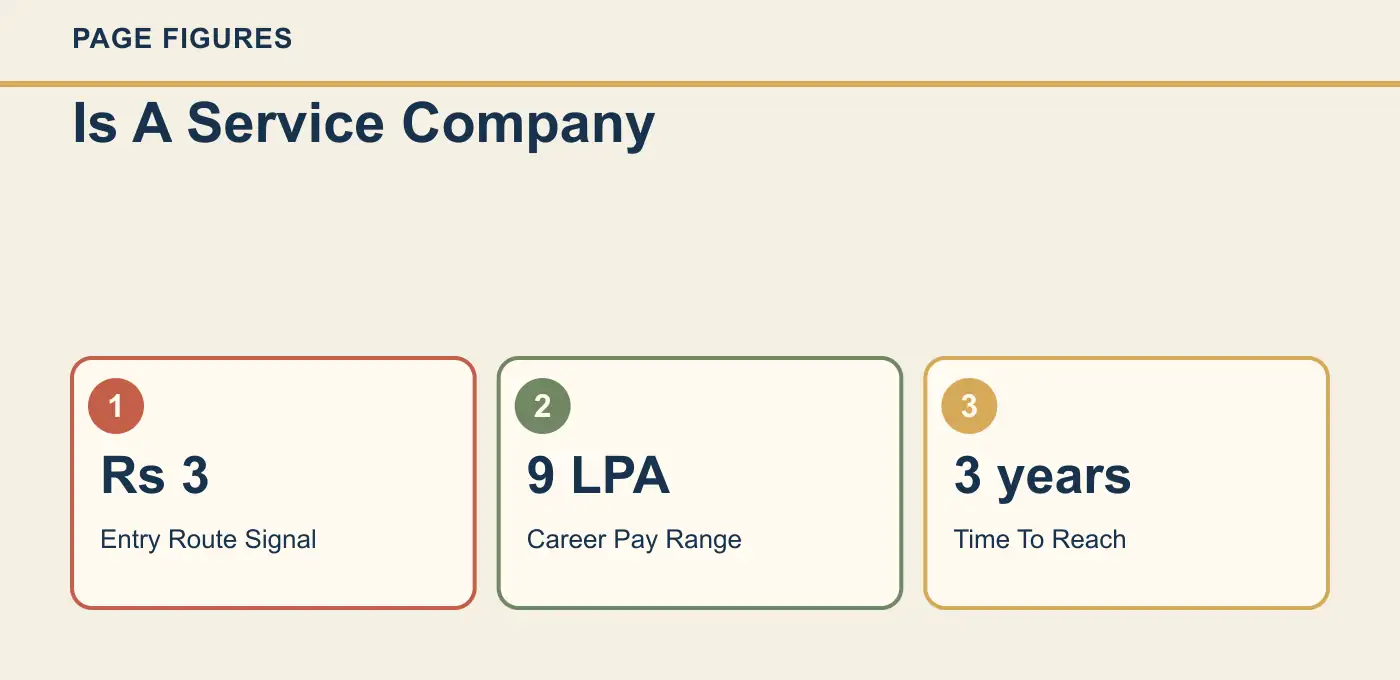 PAGE FIGURES
Is A Service Company
1
Rs 3
Entry Route Signal
2
9 LPA
Career Pay Range
3
3 years
Time To Reach